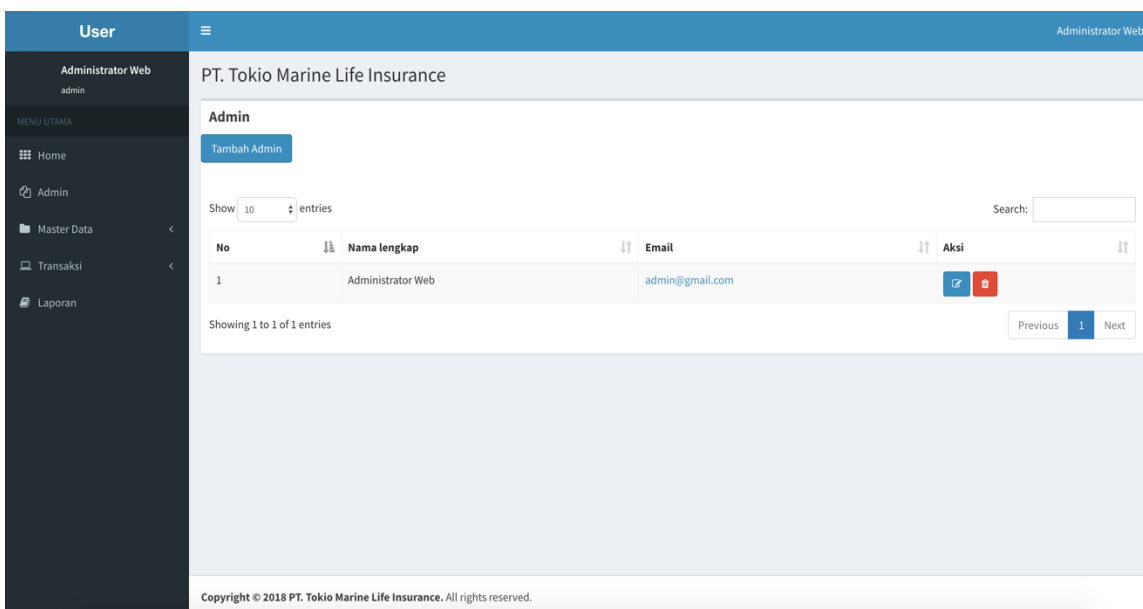 User
Administrator Web
Administrator Web
admin
MENU UTAMA
Home
Admin
Master Data
Transaksi
Laporan
PT. Tokio Marine Life Insurance
Admin
Tambah Admin
Show 10 entries
Search:
No Nama lengkap Email Aksi
1 Administrator Web admin@gmail.com
Showing 1 to 1 of 1 entries
Previous 1 Next
Copyright © 2018 PT. Tokio Marine Life Insurance. All rights reserved.